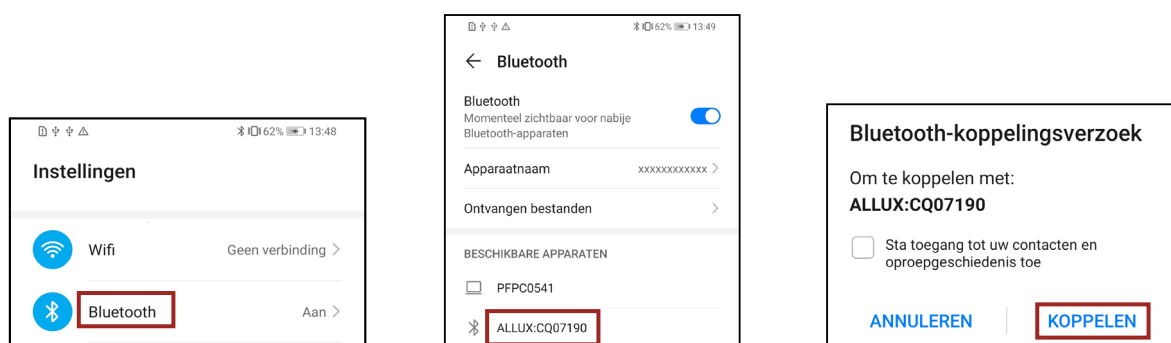 62% 13:48
Instellingen
Wifi Geen verbinding
Bluetooth Aan
62% 13:49
Bluetooth
Bluetooth
Momenteel zichtbaar voor nabije
Bluetooth-apparaten
Apparaatnaam xxxxxxxxxxxx
Ontvangen bestanden
BESCHIKBARE APPARATEN
PFPC0541
ALLUX:CQ07190
Bluetooth-koppelingsverzoek
Om te koppelen met:
ALLUX:CQ07190
Sta toegang tot uw contacten en
oproepgeschiedenis toe
ANNULEREN KOPPELEN